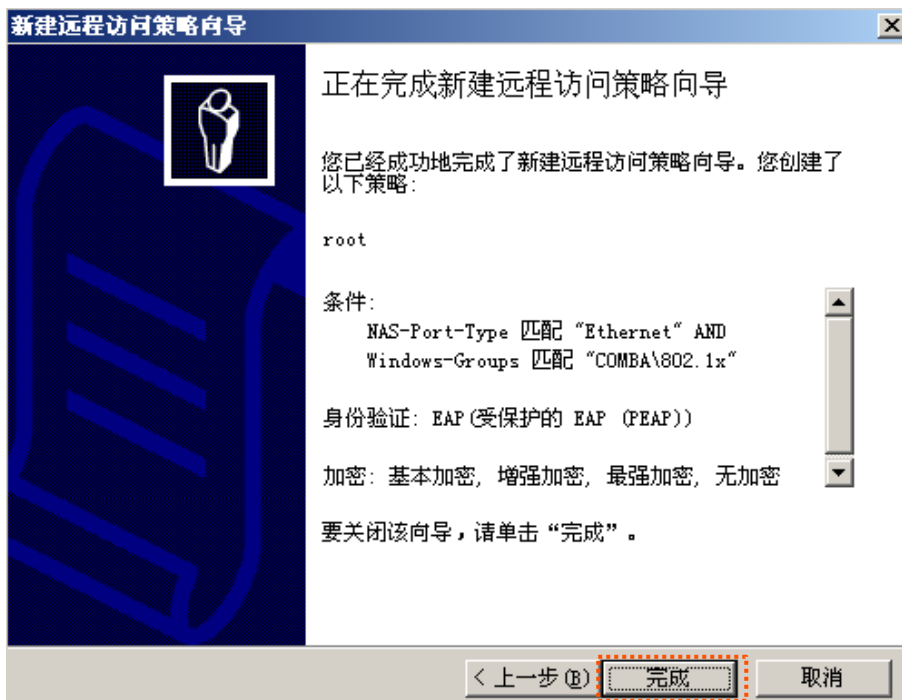 新建远程访问策略向导
正在完成新建远程访问策略向导
您已经成功地完成了新建远程访问策略向导。您创建了
以下策略:
root
条件:
NAS-Port-Type 匹配 "Ethernet" AND
Windows-Groups 匹配 "COMBA\802.1x"
身份验证: EAP(受保护的 EAP (PEAP))
加密: 基本加密, 增强加密, 最强加密, 无加密
要关闭该向导，请单击“完成”。
< 上一步(B) 完成 取消